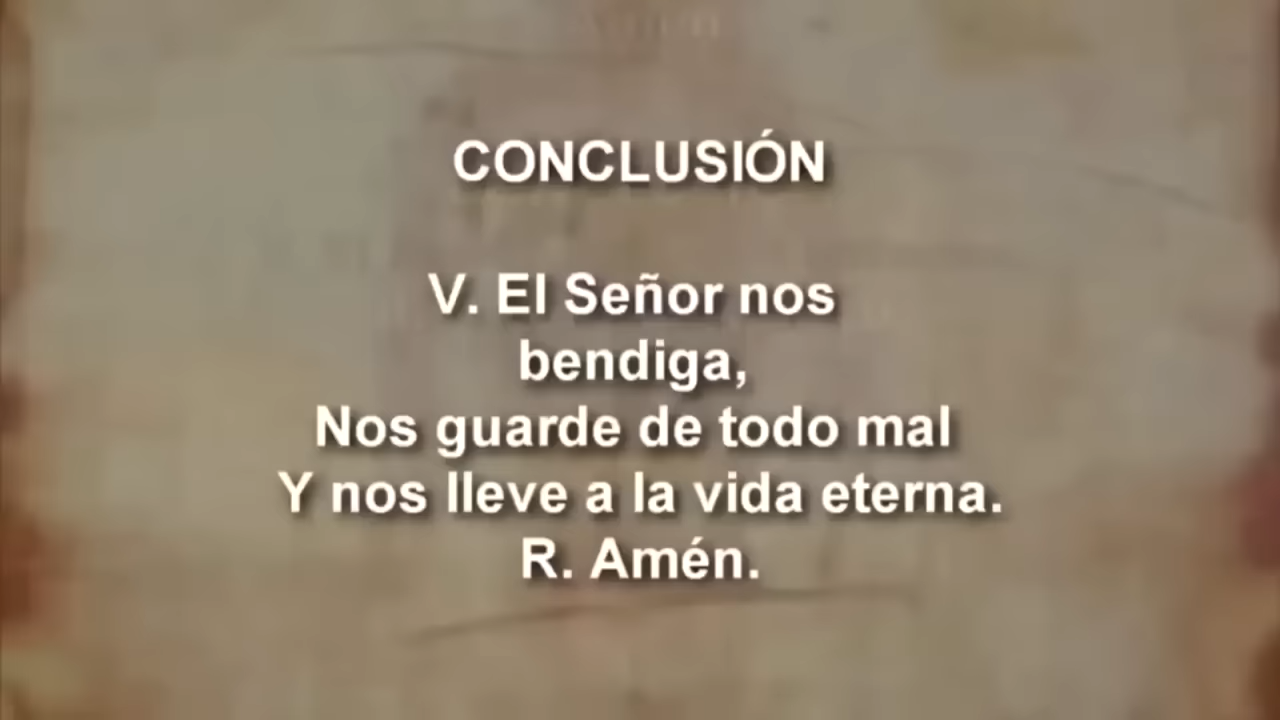 CONCLUSIÓN
V. El Señor nos
bendiga,
Nos guarde de todo mal
Y nos lleve a la vida eterna.
R. Amén.